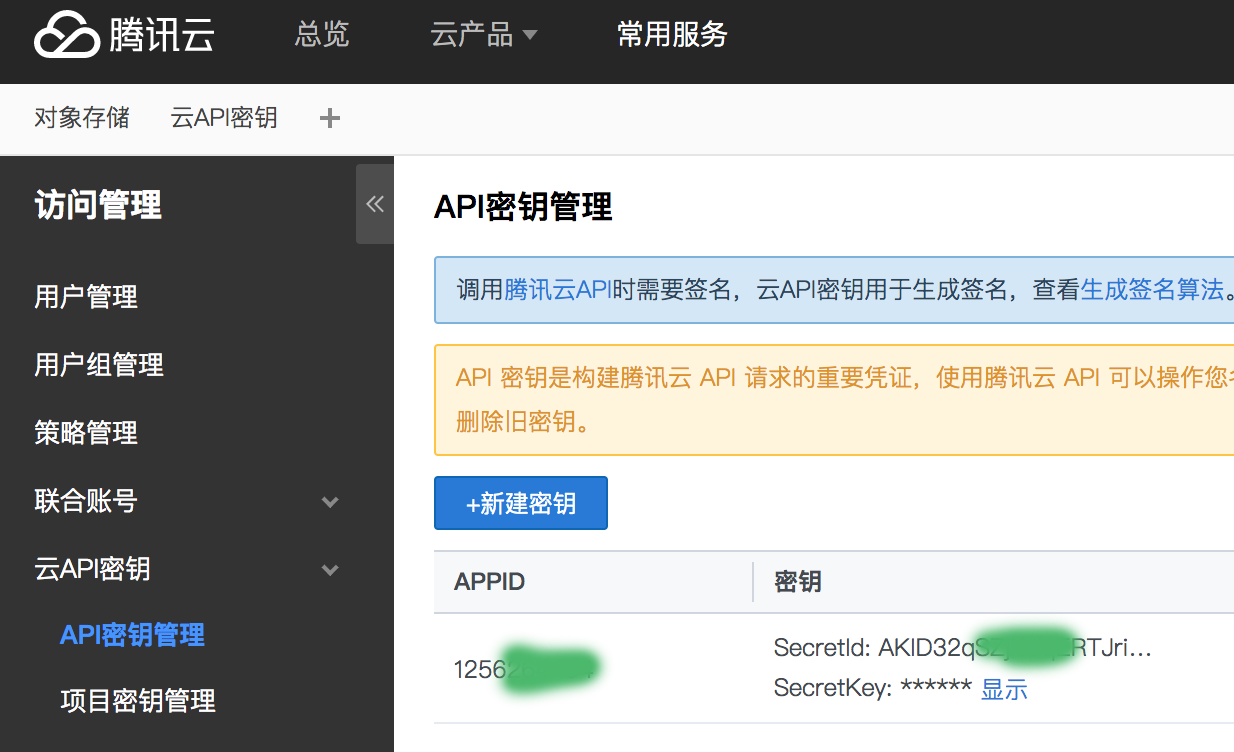 腾讯云 总览 云产品 常用服务
对象存储 云API密钥 +
访问管理
用户管理
用户组管理
策略管理
联合账号
云API密钥
API密钥管理
项目密钥管理
API密钥管理
调用腾讯云API时需要签名，云API密钥用于生成签名，查看生成签名算法。
API 密钥是构建腾讯云 API 请求的重要凭证，使用腾讯云 API 可以操作您
删除旧密钥。
+新建密钥
APPID 密钥
1256
SecretId: AKID32q RTJri...
SecretKey: ****** 显示